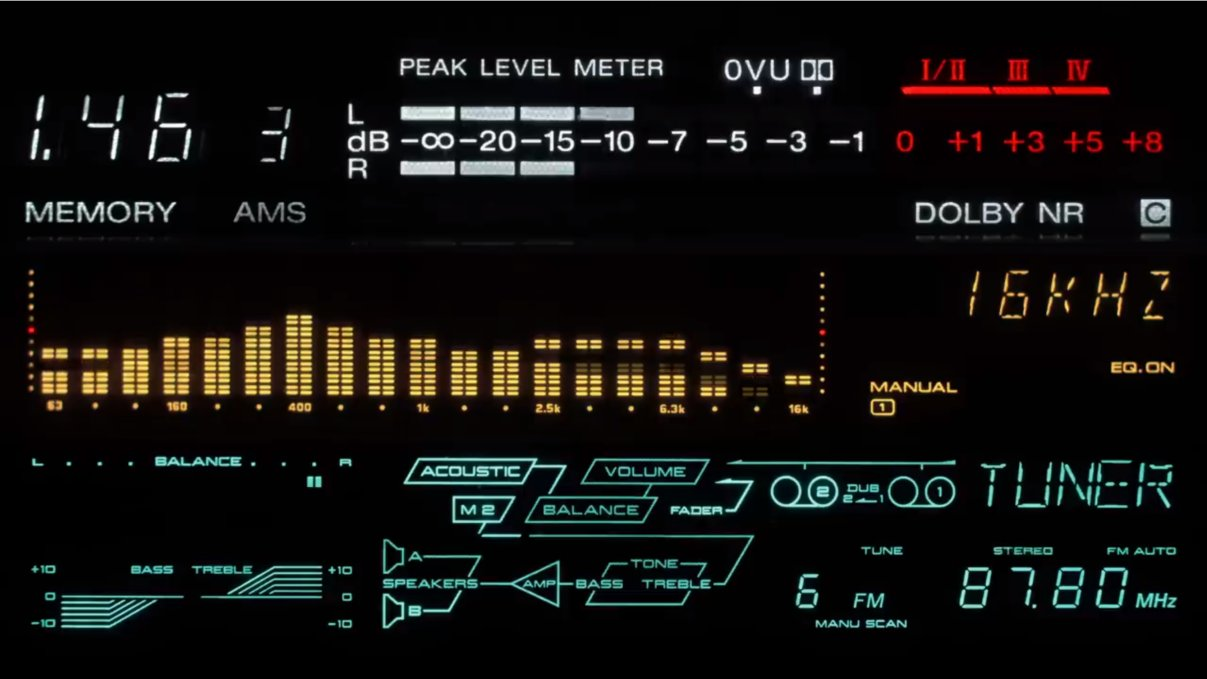 PEAK LEVEL METER
0VU
I/II III IV
1.46 3
L
dB -∞ -20 -15 -10 -7 -5 -3 -1 0 +1 +3 +5 +8
R
MEMORY AMS
DOLBY NR C
16KHZ
EQ.ON
MANUAL
1
63 160 400 1k 2.5k 6.3k 16k
L BALANCE R
ACOUSTIC VOLUME
M2 BALANCE FADER
2 DUB 1
2 1
TUNER
TUNE STEREO FM AUTO
6 FM 87.80 MHz
MANU SCAN
+10 BASS TREBLE +10
0 0
-10 -10
A
SPEAKERS AMP BASS TREBLE
TONE
B